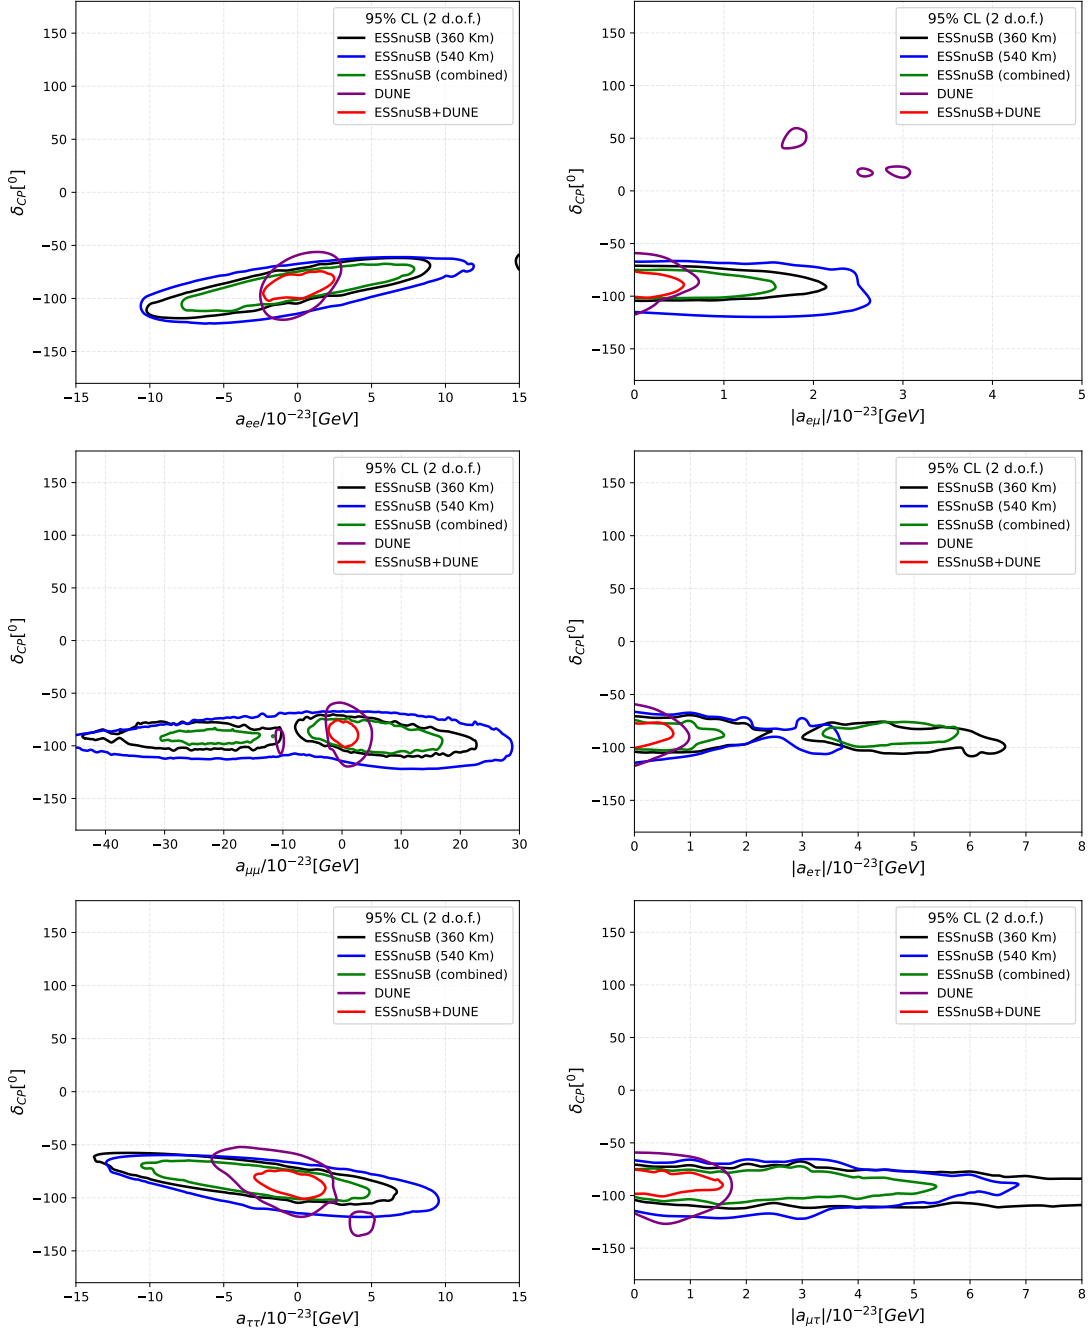 95% CL (2 d.o.f.)
ESSnuSB (360 Km)
ESSnuSB (540 Km)
ESSnuSB (combined)
DUNE
ESSnuSB+DUNE
150
100
50
0
−50
−100
−150
δCP[⁰]
−15 −10 −5 0 5 10 15
aee/10⁻²³[GeV]
95% CL (2 d.o.f.)
ESSnuSB (360 Km)
ESSnuSB (540 Km)
ESSnuSB (combined)
DUNE
ESSnuSB+DUNE
150
100
50
0
−50
−100
−150
δCP[⁰]
0 1 2 3 4 5
|aeμ|/10⁻²³[GeV]
95% CL (2 d.o.f.)
ESSnuSB (360 Km)
ESSnuSB (540 Km)
ESSnuSB (combined)
DUNE
ESSnuSB+DUNE
150
100
50
0
−50
−100
−150
δCP[⁰]
−40 −30 −20 −10 0 10 20 30
aμμ/10⁻²³[GeV]
95% CL (2 d.o.f.)
ESSnuSB (360 Km)
ESSnuSB (540 Km)
ESSnuSB (combined)
DUNE
ESSnuSB+DUNE
150
100
50
0
−50
−100
−150
δCP[⁰]
0 1 2 3 4 5 6 7 8
|aeτ|/10⁻²³[GeV]
95% CL (2 d.o.f.)
ESSnuSB (360 Km)
ESSnuSB (540 Km)
ESSnuSB (combined)
DUNE
ESSnuSB+DUNE
150
100
50
0
−50
−100
−150
δCP[⁰]
−15 −10 −5 0 5 10 15
aττ/10⁻²³[GeV]
95% CL (2 d.o.f.)
ESSnuSB (360 Km)
ESSnuSB (540 Km)
ESSnuSB (combined)
DUNE
ESSnuSB+DUNE
150
100
50
0
−50
−100
−150
δCP[⁰]
0 1 2 3 4 5 6 7 8
|aμτ|/10⁻²³[GeV]